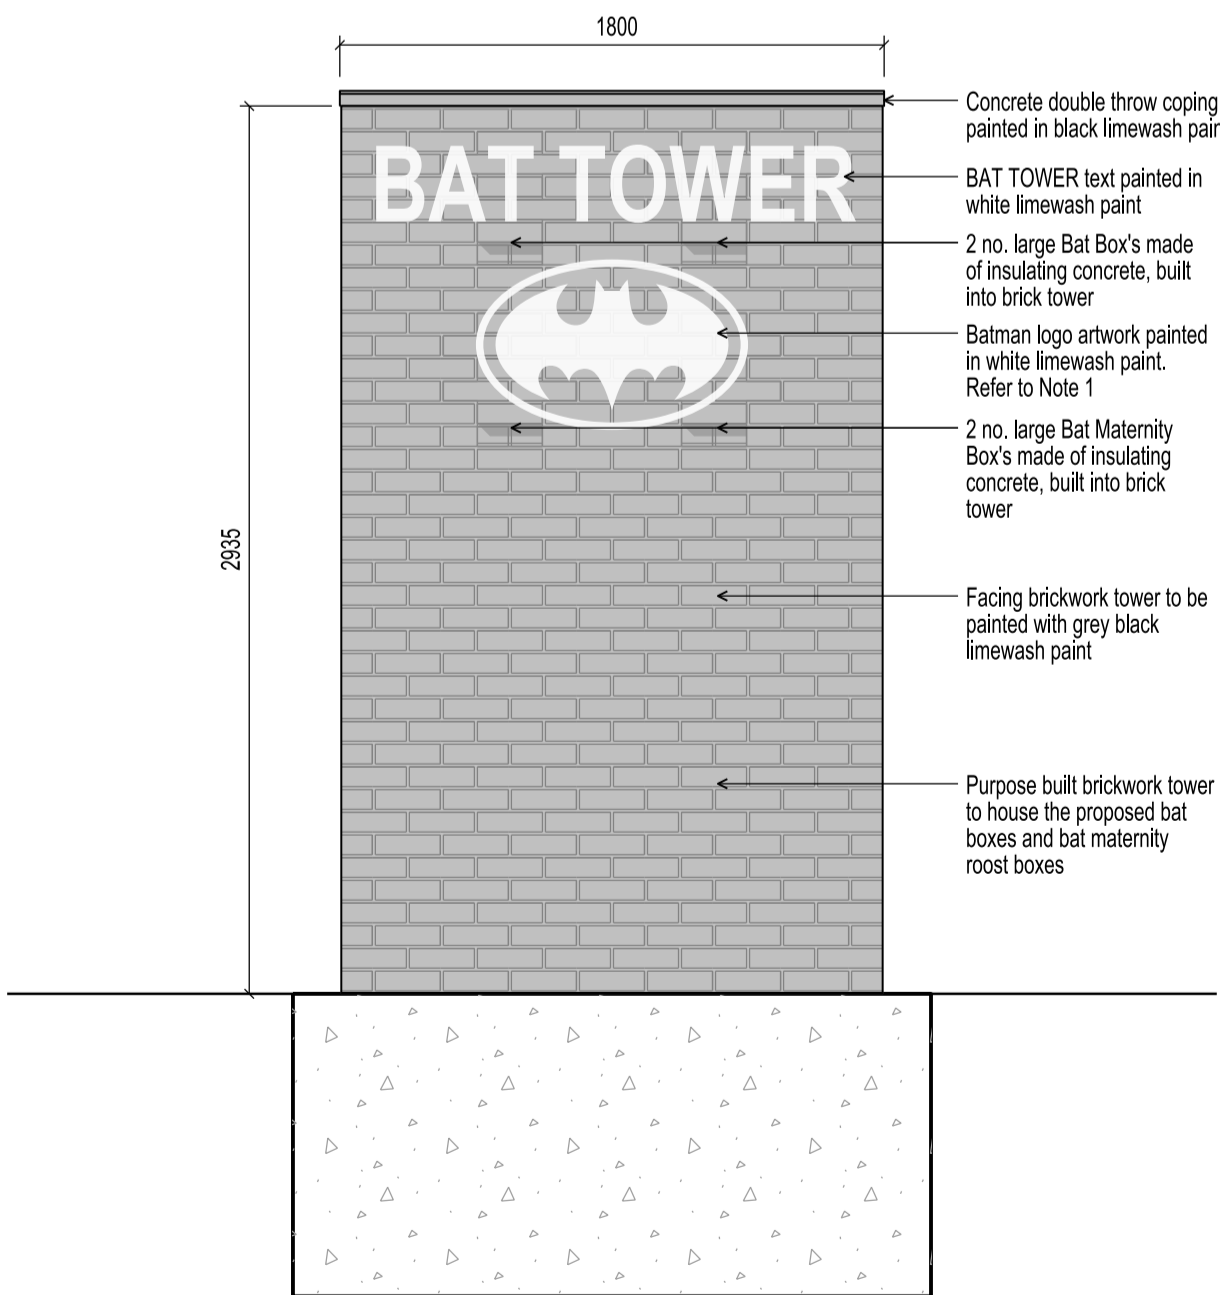 1800
Concrete double throw coping
painted in black limewash pair
BAT TOWER
BAT TOWER text painted in
white limewash paint
2 no. large Bat Box's made
of insulating concrete, built
into brick tower
Batman logo artwork painted
in white limewash paint.
Refer to Note 1
2 no. large Bat Maternity
Box's made of insulating
concrete, built into brick
tower
2935
Facing brickwork tower to be
painted with grey black
limewash paint
Purpose built brickwork tower
to house the proposed bat
boxes and bat maternity
roost boxes